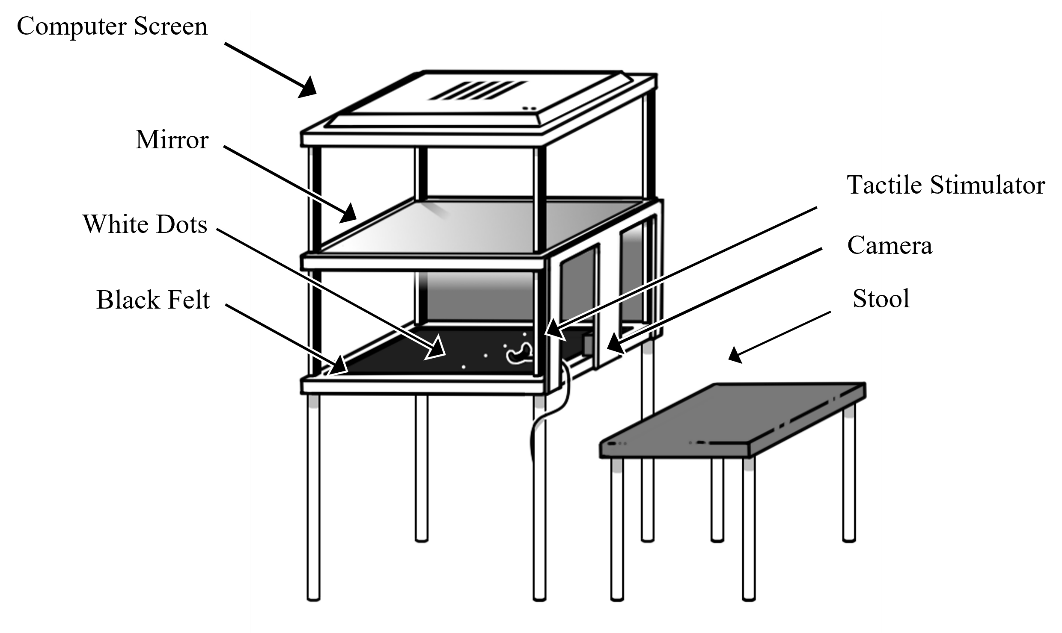 Computer Screen
Mirror
White Dots
Black Felt
Tactile Stimulator
Camera
Stool